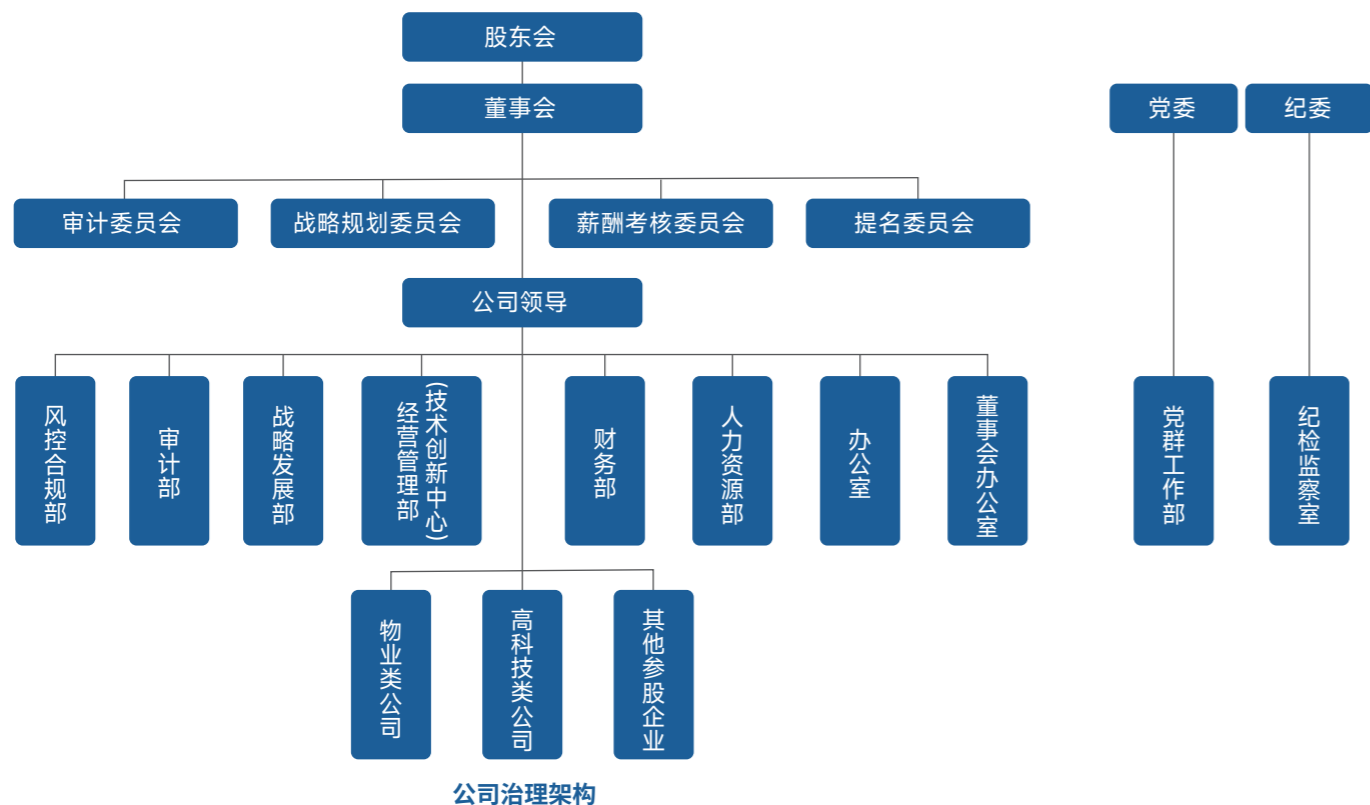 股东会
董事会
党委
纪委
审计委员会
战略规划委员会
薪酬考核委员会
提名委员会
公司领导
风控合规部
审计部
战略发展部
经营管理部
(技术创新中心)
财务部
人力资源部
办公室
董事会办公室
党群工作部
纪检监察室
物业类公司
高科技类公司
其他参股企业
公司治理架构